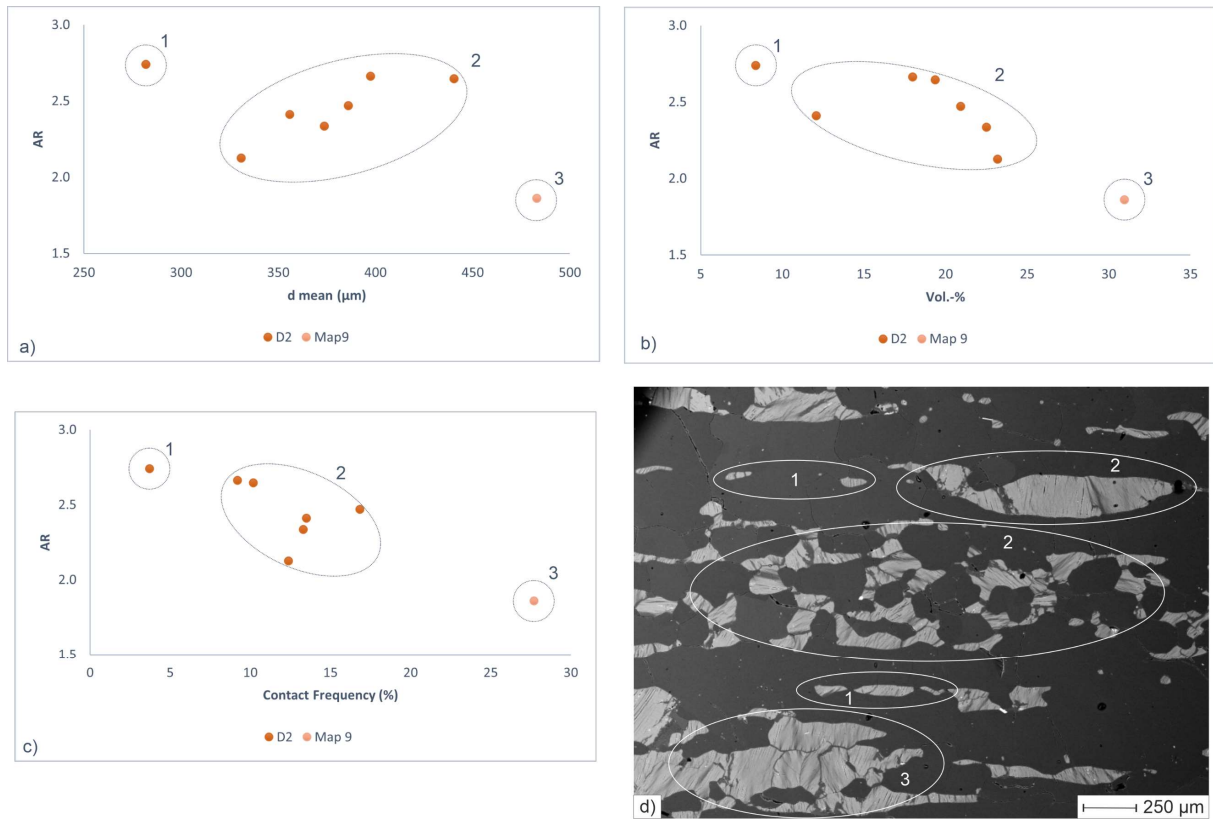 3.0
2.5
2.0
1.5
AR
1
2
3
250 300 350 400 450 500
d mean (µm)
D2 Map9
a)
3.0
2.5
2.0
1.5
AR
1
2
3
5 10 15 20 25 30 35
Vol.-%
D2 Map 9
b)
3.0
2.5
2.0
1.5
AR
1
2
3
0 5 10 15 20 25 30
Contact Frequency (%)
D2 Map 9
c)
1
2
2
1
3
d)
250 µm